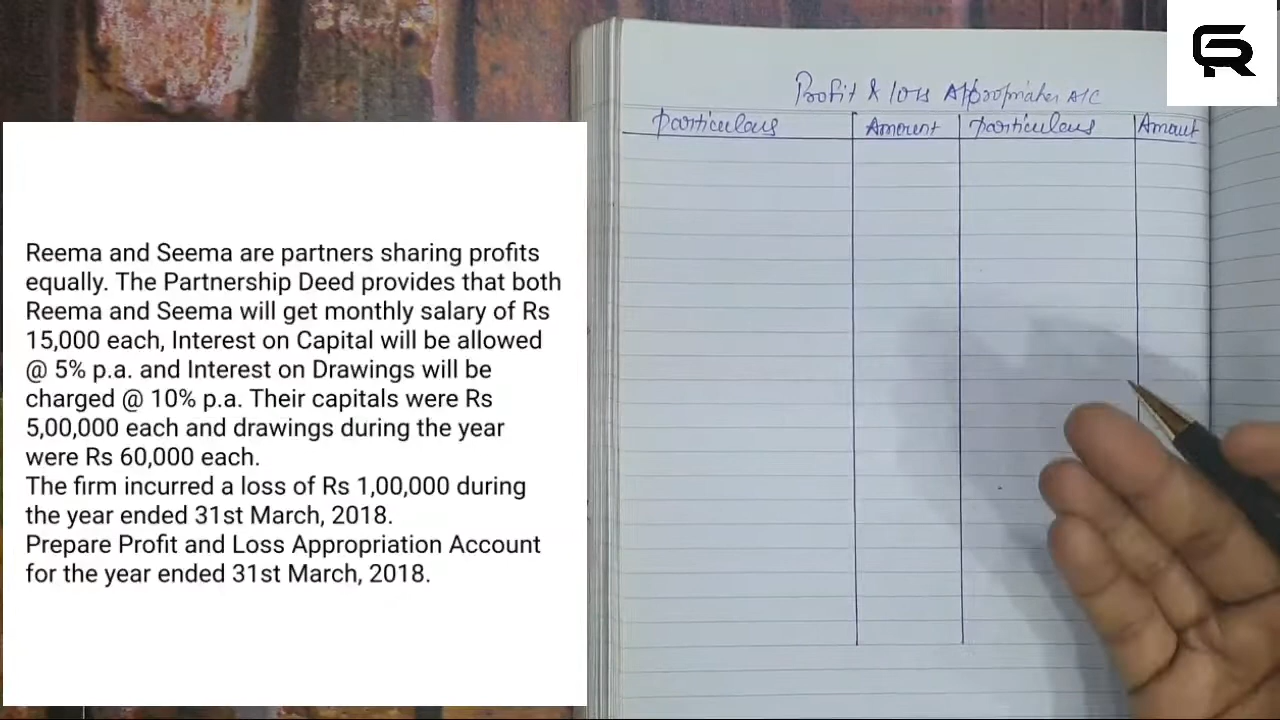 Reema and Seema are partners sharing profits
equally. The Partnership Deed provides that both
Reema and Seema will get monthly salary of Rs
15,000 each, Interest on Capital will be allowed
@ 5% p.a. and Interest on Drawings will be
charged @ 10% p.a. Their capitals were Rs
5,00,000 each and drawings during the year
were Rs 60,000 each.
The firm incurred a loss of Rs 1,00,000 during
the year ended 31st March, 2018.
Prepare Profit and Loss Appropriation Account
for the year ended 31st March, 2018.
Profit & loss A/C
Particulars Amount Particulars Amount